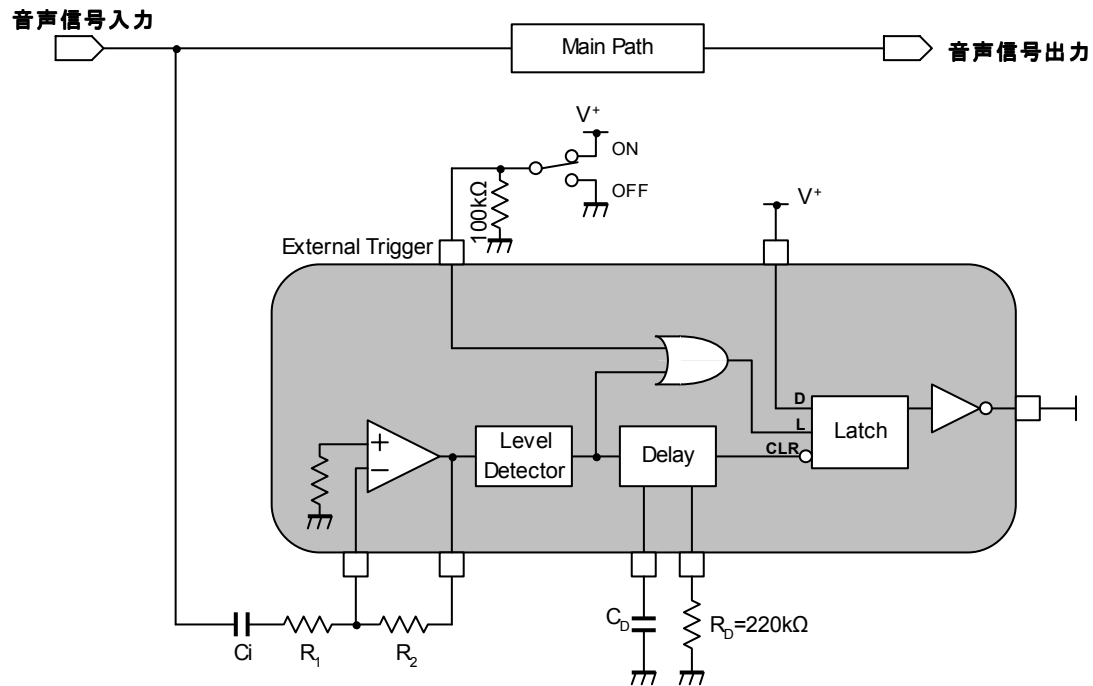 音声信号入力
Main Path
音声信号出力
V+
ON
OFF
100kΩ
V+
External Trigger
D
L
CLR
Latch
+
−
Level
Detector
Delay
Ci
R1
R2
CD
RD=220kΩ